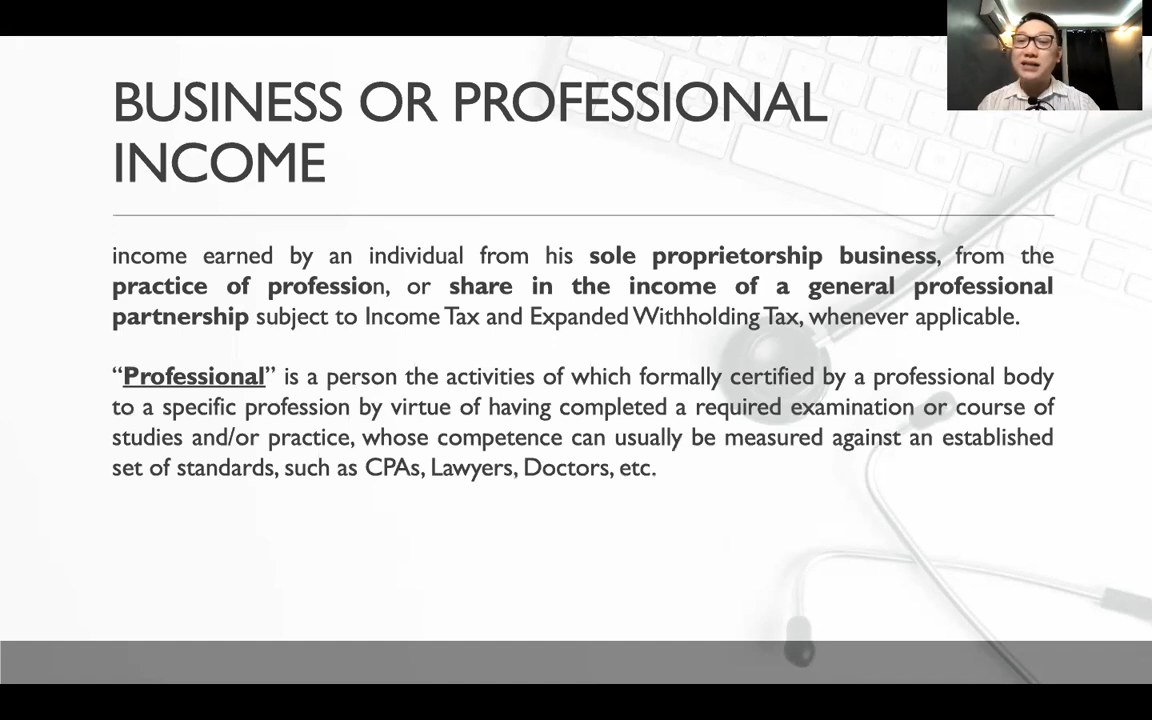 BUSINESS OR PROFESSIONAL
INCOME
income earned by an individual from his sole proprietorship business, from the
practice of profession, or share in the income of a general professional
partnership subject to Income Tax and Expanded Withholding Tax, whenever applicable.
“Professional” is a person the activities of which formally certified by a professional body
to a specific profession by virtue of having completed a required examination or course of
studies and/or practice, whose competence can usually be measured against an established
set of standards, such as CPAs, Lawyers, Doctors, etc.